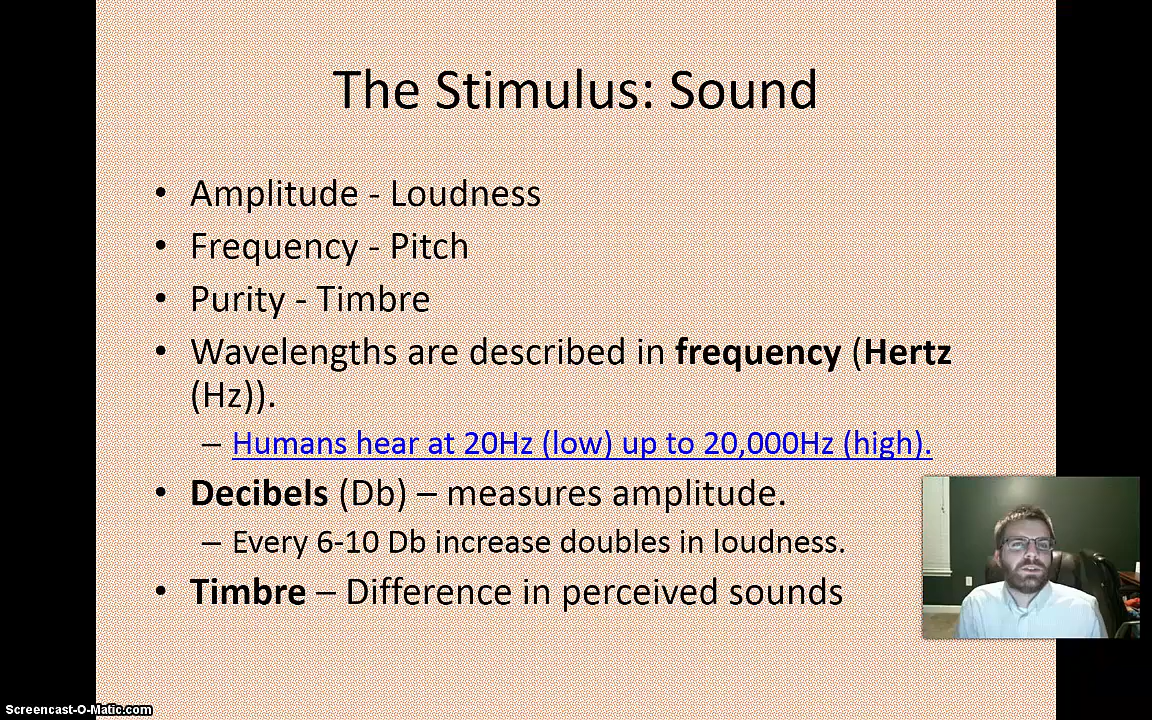 The Stimulus: Sound
• Amplitude - Loudness
• Frequency - Pitch
• Purity - Timbre
• Wavelengths are described in frequency (Hertz
(Hz)).
– Humans hear at 20Hz (low) up to 20,000Hz (high).
• Decibels (Db) – measures amplitude.
– Every 6-10 Db increase doubles in loudness.
• Timbre – Difference in perceived sounds
Screencast-O-Matic.com